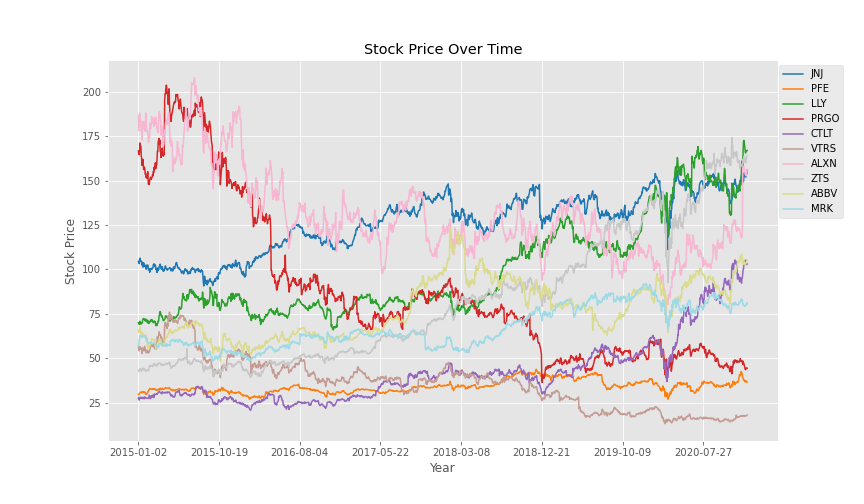 Stock Price Over Time
JNJ
PFE
LLY
PRGO
CTLT
VTRS
ALXN
ZTS
ABBV
MRK
Stock Price
200
175
150
125
100
75
50
25
2015-01-02 2015-10-19 2016-08-04 2017-05-22 2018-03-08 2018-12-21 2019-10-09 2020-07-27
Year